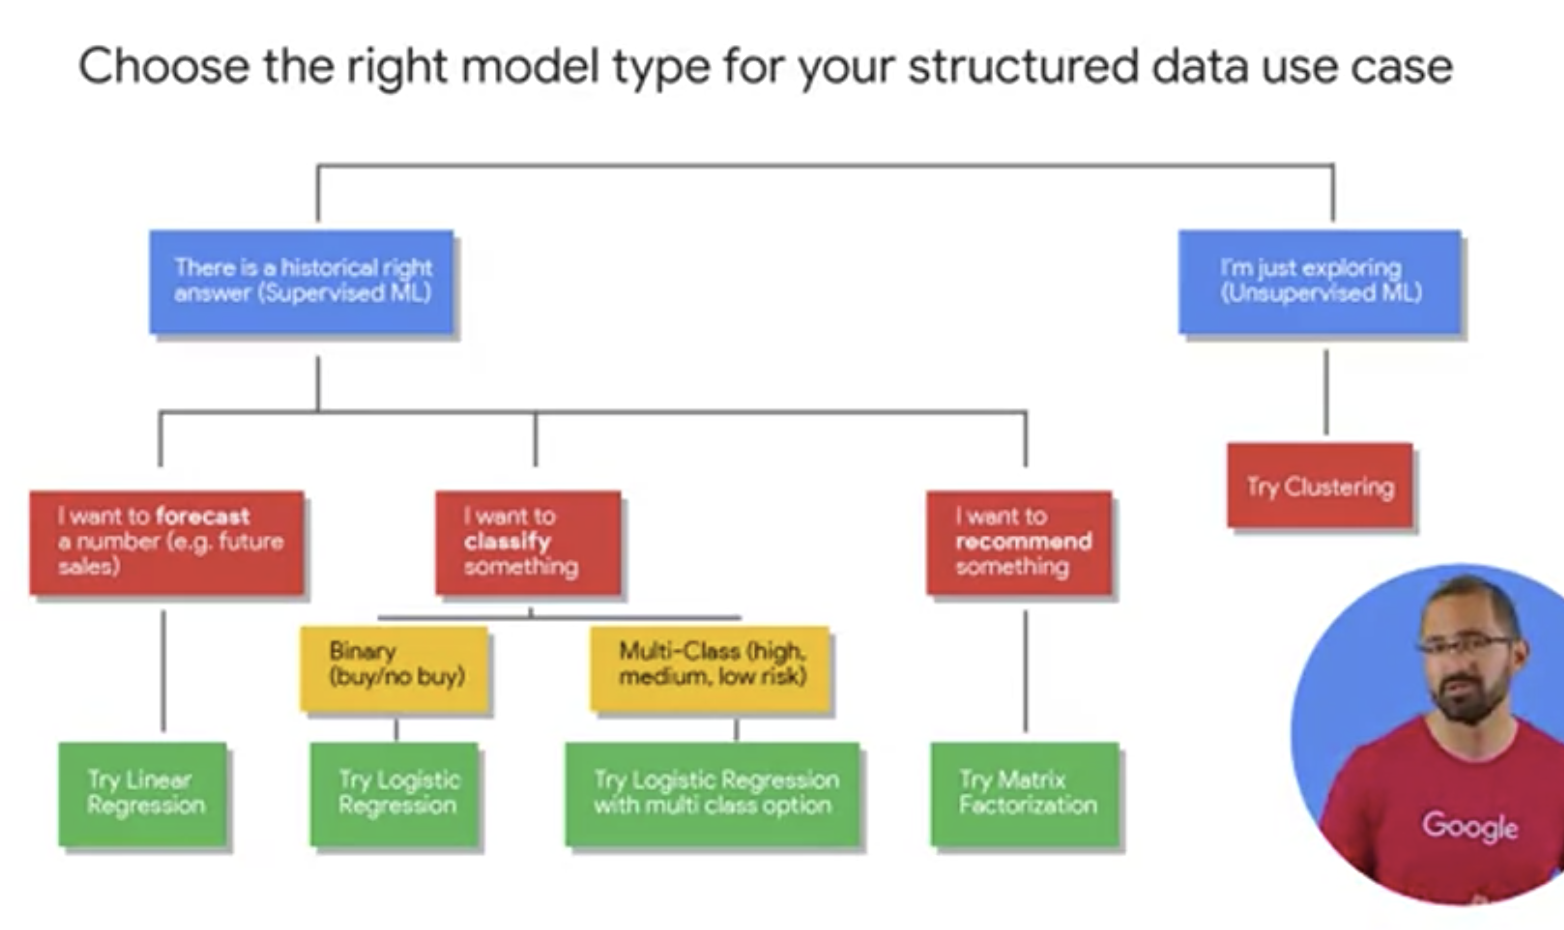 Choose the right model type for your structured data use case
There is a historical right
answer (Supervised ML)
I'm just exploring
(Unsupervised ML)
I want to forecast
a number (e.g. future
sales)
I want to
classify
something
I want to
recommend
something
Try Clustering
Binary
(buy/no buy)
Multi-Class (high,
medium, low risk)
Try Linear
Regression
Try Logistic
Regression
Try Logistic Regression
with multi class option
Try Matrix
Factorization
Google